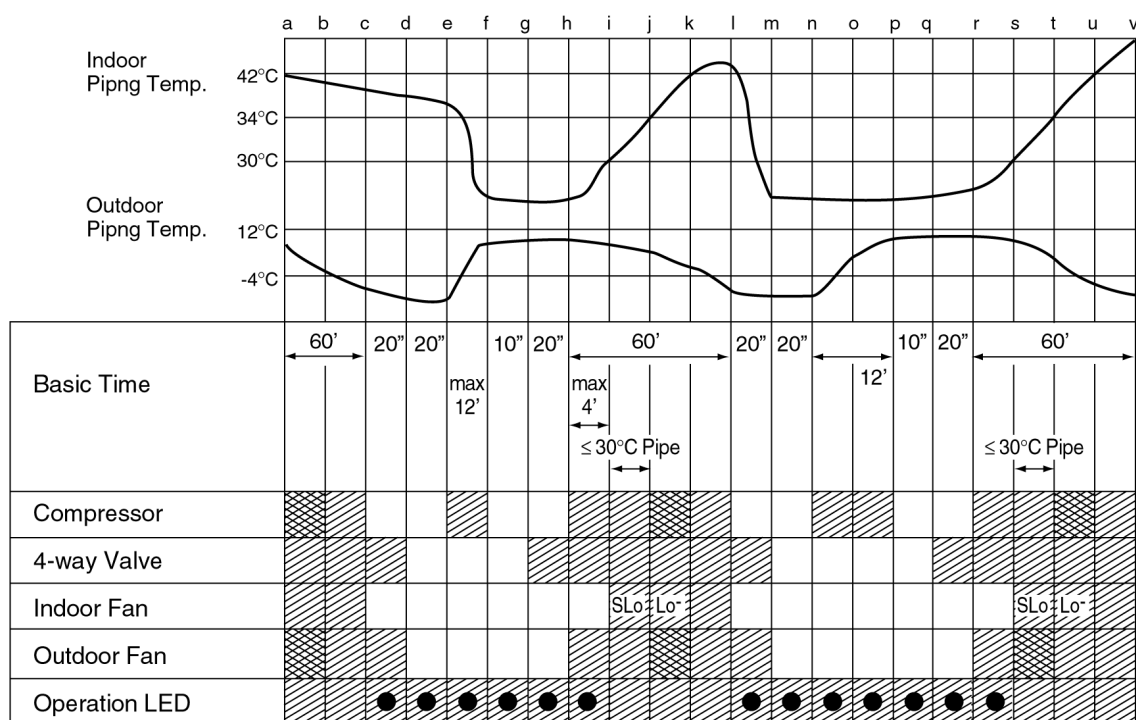 a b c d e f g h i j k l m n o p q r s t u v
Indoor
Pipng Temp.
42°C
34°C
30°C
Outdoor
Pipng Temp.
12°C
-4°C
Basic Time
60’ 20” 20” 10” 20” 60’ 20” 20” 10” 20” 60’
max
12’
max
4’
12’
≤ 30°C Pipe ≤ 30°C Pipe
Compressor
4-way Valve
Indoor Fan SLo Lo- SLo Lo-
Outdoor Fan
Operation LED